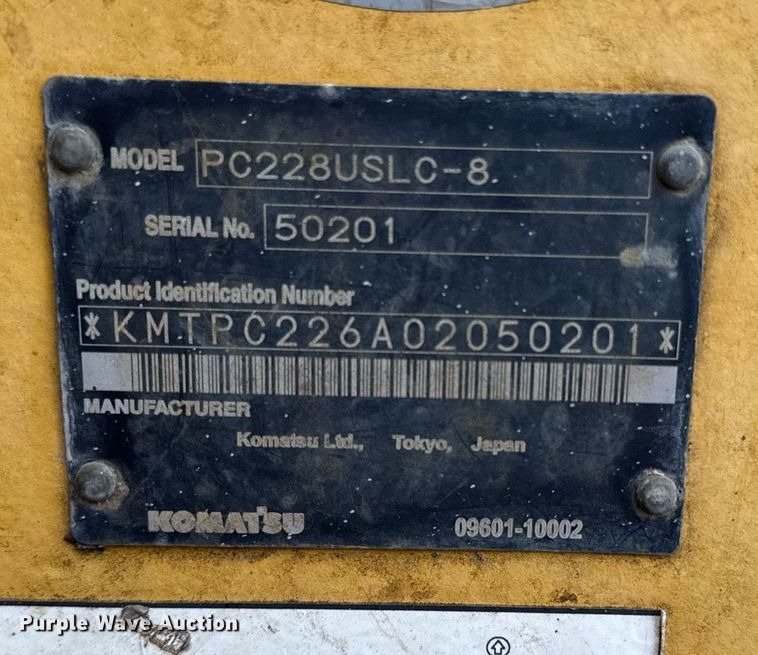 MODEL PC228USLC-8
SERIAL No. 50201
Product Identification Number
*KMTPC226A02050201*
MANUFACTURER
Komatsu Ltd., Tokyo, Japan
KOMATSU 09601-10002
Purple Wave Auction